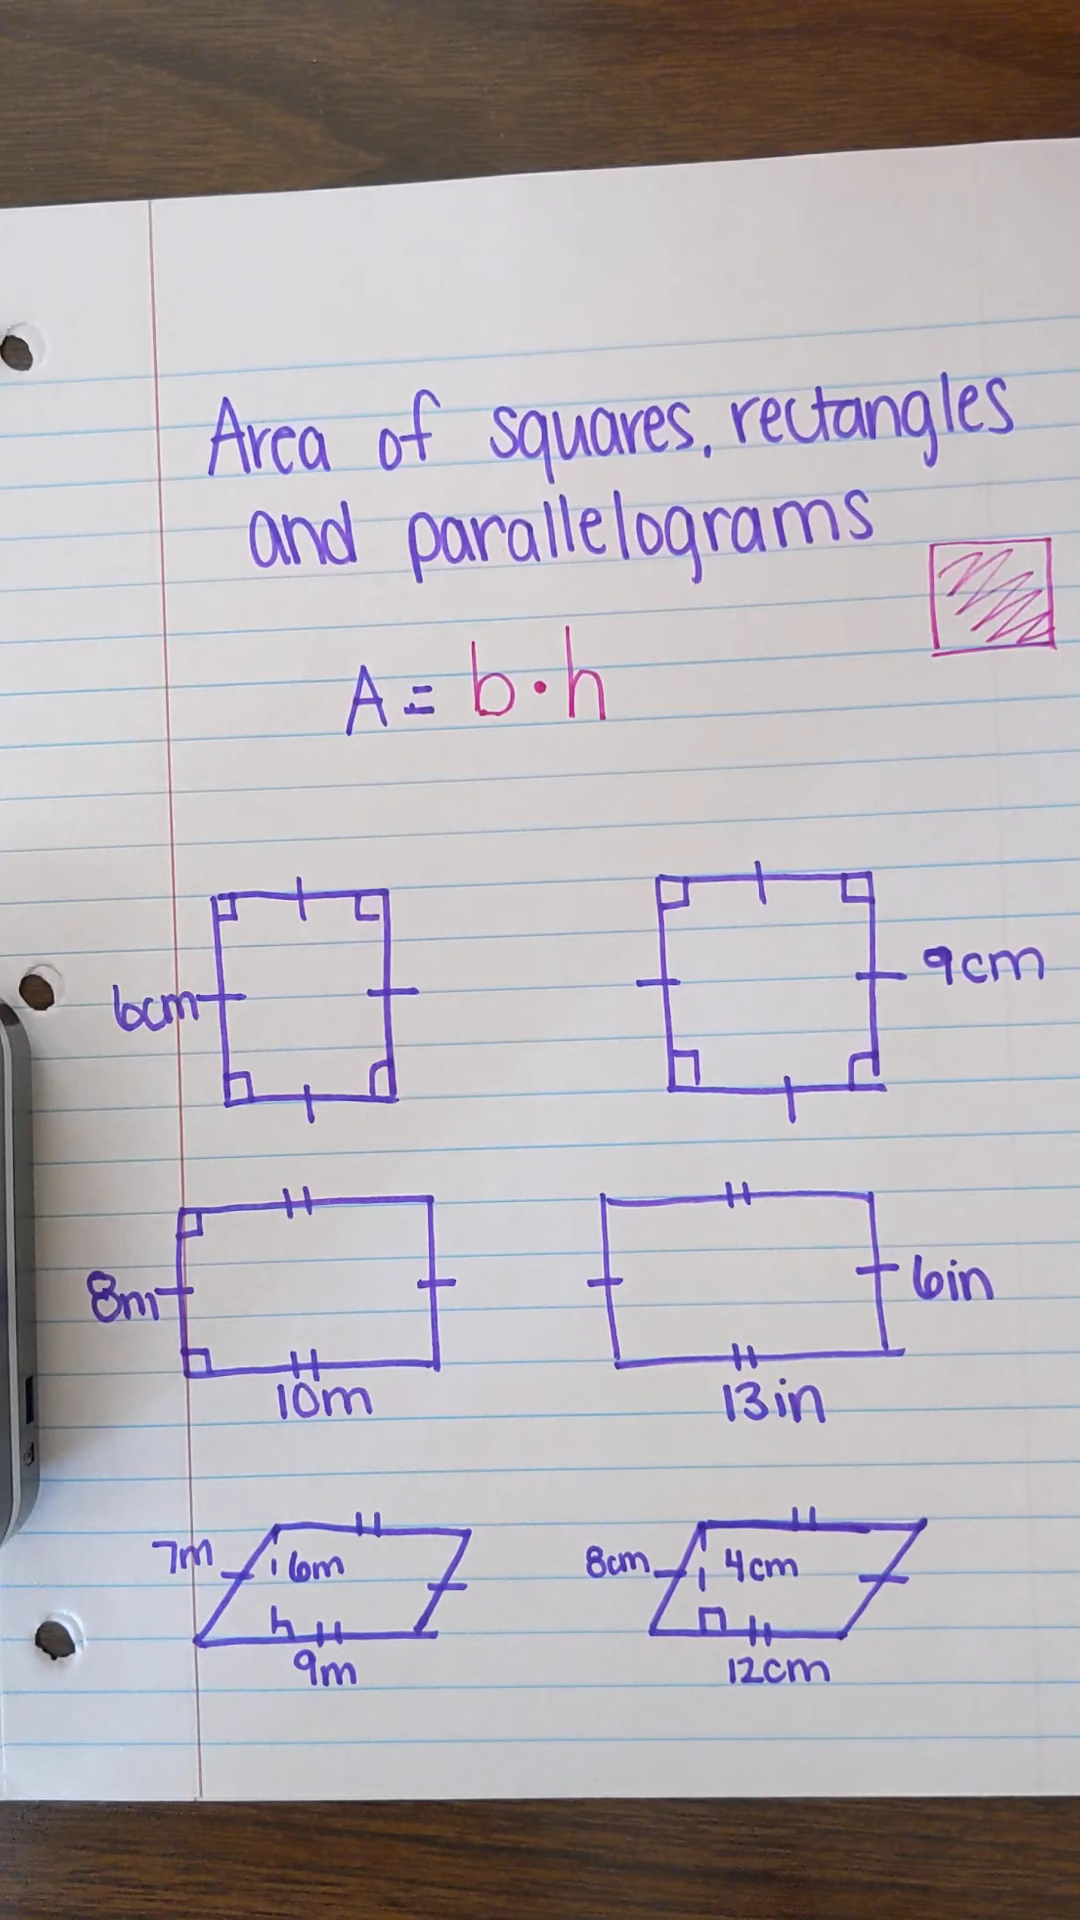 Area of squares, rectangles
and parallelograms
A = b · h
6cm
9cm
8m
10m
6in
13in
7m
6m
9m
8cm
4cm
12cm